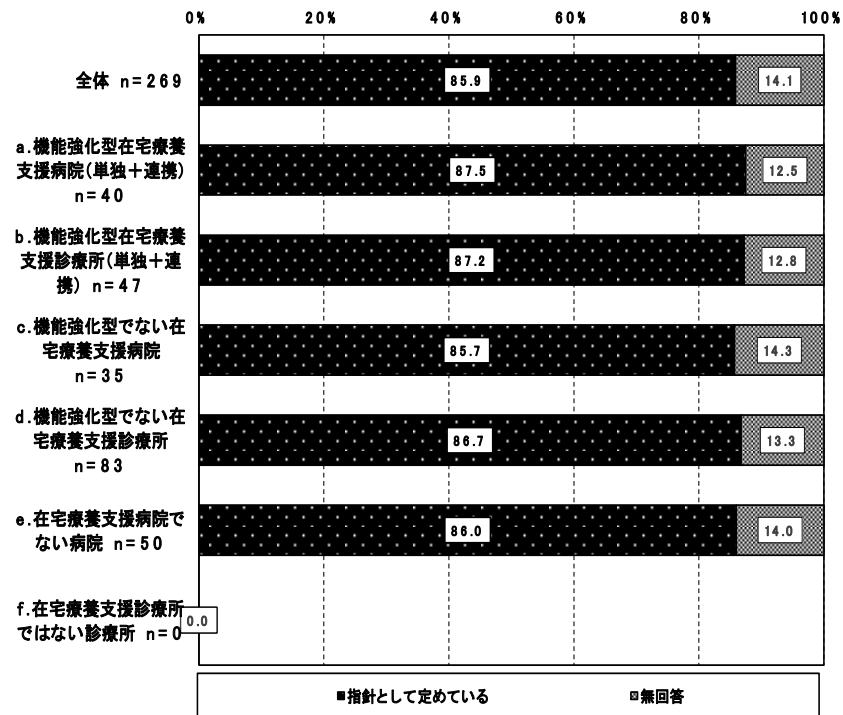 0% 20% 40% 60% 80% 100%
全体 n=269
85.9 14.1
a.機能強化型在宅療養
支援病院(単独+連携)
n=40
87.5 12.5
b.機能強化型在宅療養
支援診療所(単独+連
携) n=47
87.2 12.8
c.機能強化型でない在
宅療養支援病院
n=35
85.7 14.3
d.機能強化型でない在
宅療養支援診療所
n=83
86.7 13.3
e.在宅療養支援病院で
ない病院 n=50
86.0 14.0
f.在宅療養支援診療所
ではない診療所 n=0
0.0
指針として定めている 無回答